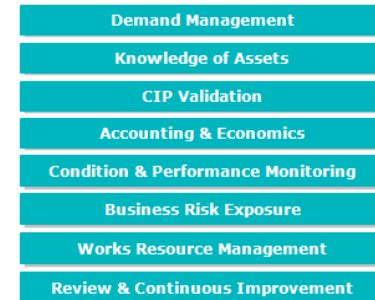 Demand Management
Knowledge of Assets
CIP Validation
Accounting & Economics
Condition & Performance Monitoring
Business Risk Exposure
Works Resource Management
Review & Continuous Improvement